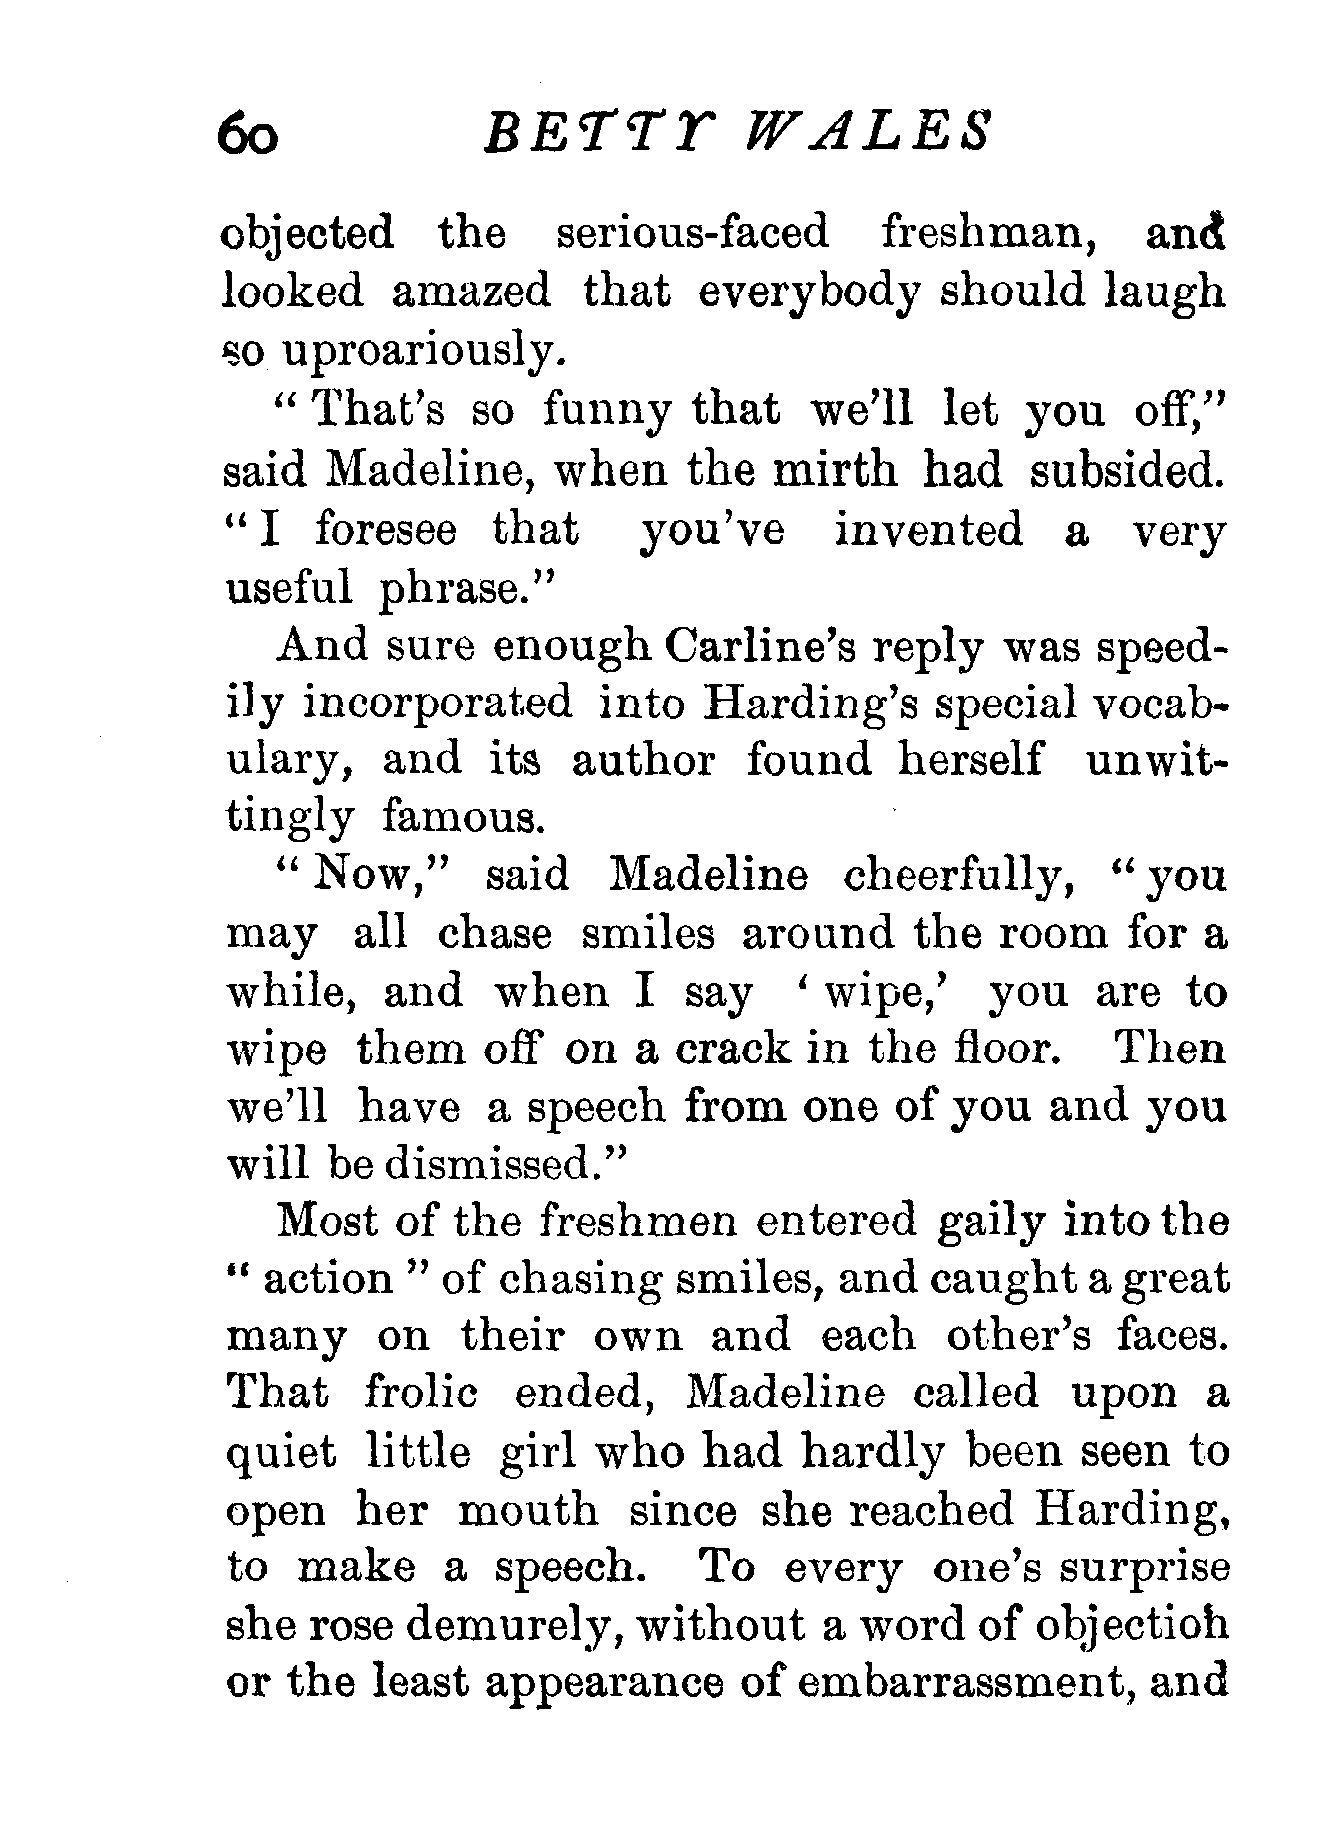 60 BETTY WALES
objected the serious-faced freshman, and
looked amazed that everybody should laugh
so uproariously.
“ That’s so funny that we’ll let you off,”
said Madeline, when the mirth had subsided.
“ I foresee that you’ve invented a very
useful phrase.”
And sure enough Carline’s reply was speed-
ily incorporated into Harding’s special vocab-
ulary, and its author found herself unwit-
tingly famous.
“ Now,” said Madeline cheerfully, “ you
may all chase smiles around the room for a
while, and when I say ‘ wipe,’ you are to
wipe them off on a crack in the floor. Then
we’ll have a speech from one of you and you
will be dismissed.”
Most of the freshmen entered gaily into the
“ action ” of chasing smiles, and caught a great
many on their own and each other’s faces.
That frolic ended, Madeline called upon a
quiet little girl who had hardly been seen to
open her mouth since she reached Harding,
to make a speech. To every one’s surprise
she rose demurely, without a word of objection
or the least appearance of embarrassment, and